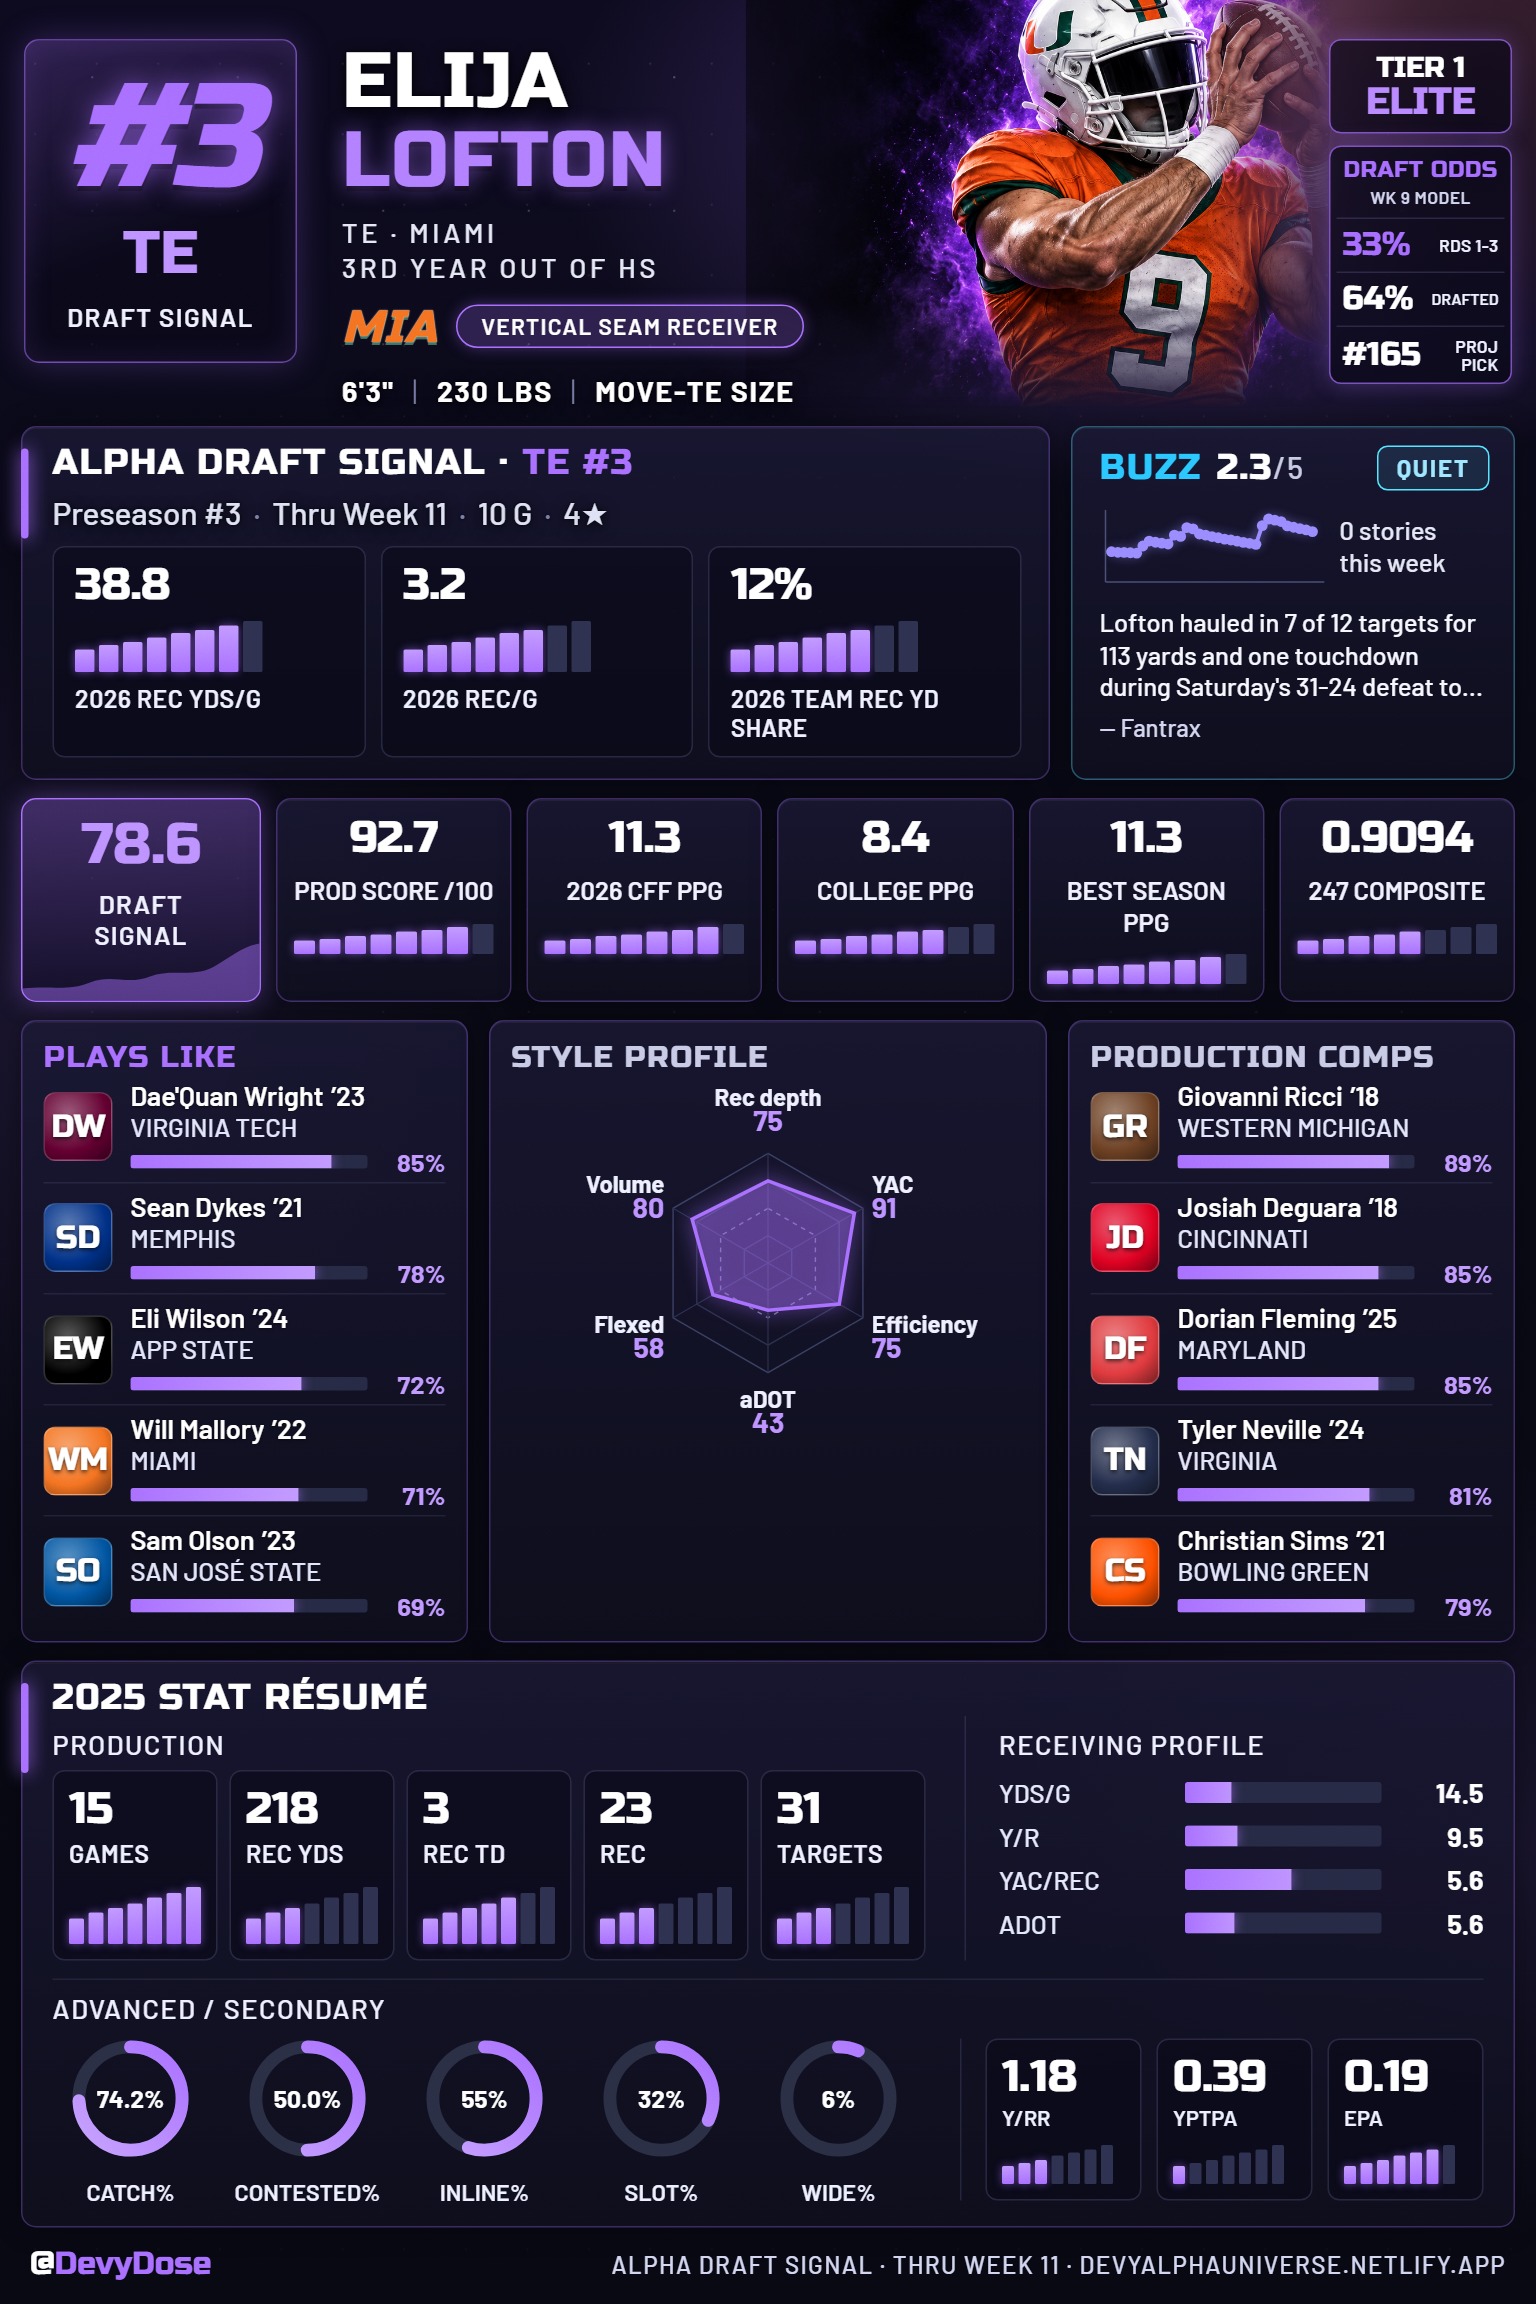 #3
TE
DRAFT SIGNAL
ELIJA
LOFTON
TE · MIAMI
3RD YEAR OUT OF HS
MIA
VERTICAL SEAM RECEIVER
6'3" | 230 LBS | MOVE-TE SIZE
9
TIER 1
ELITE
DRAFT ODDS
WK 9 MODEL
33% RDS 1-3
64% DRAFTED
#165 PROJ PICK
ALPHA DRAFT SIGNAL · TE #3
Preseason #3 · Thru Week 11 · 10 G · 4★
38.8
2026 REC YDS/G
3.2
2026 REC/G
12%
2026 TEAM REC YD
SHARE
BUZZ 2.3/5
QUIET
0 stories
this week
Lofton hauled in 7 of 12 targets for
113 yards and one touchdown
during Saturday's 31-24 defeat to…
— Fantrax
78.6
DRAFT
SIGNAL
92.7
PROD SCORE /100
11.3
2026 CFF PPG
8.4
COLLEGE PPG
11.3
BEST SEASON
PPG
0.9094
247 COMPOSITE
PLAYS LIKE
DW
Dae'Quan Wright ’23
VIRGINIA TECH
85%
SD
Sean Dykes ’21
MEMPHIS
78%
EW
Eli Wilson ’24
APP STATE
72%
WM
Will Mallory ’22
MIAMI
71%
SO
Sam Olson ’23
SAN JOSÉ STATE
69%
STYLE PROFILE
Rec depth
75
YAC
91
Efficiency
75
aDOT
43
Flexed
58
Volume
80
PRODUCTION COMPS
GR
Giovanni Ricci ’18
WESTERN MICHIGAN
89%
JD
Josiah Deguara ’18
CINCINNATI
85%
DF
Dorian Fleming ’25
MARYLAND
85%
TN
Tyler Neville ’24
VIRGINIA
81%
CS
Christian Sims ’21
BOWLING GREEN
79%
2025 STAT RÉSUMÉ
PRODUCTION
15
GAMES
218
REC YDS
3
REC TD
23
REC
31
TARGETS
RECEIVING PROFILE
YDS/G 14.5
Y/R 9.5
YAC/REC 5.6
ADOT 5.6
ADVANCED / SECONDARY
74.2%
CATCH%
50.0%
CONTESTED%
55%
INLINE%
32%
SLOT%
6%
WIDE%
1.18
Y/RR
0.39
YPTPA
0.19
EPA
@DevyDose
ALPHA DRAFT SIGNAL · THRU WEEK 11 · DEVYALPHAUNIVERSE.NETLIFY.APP